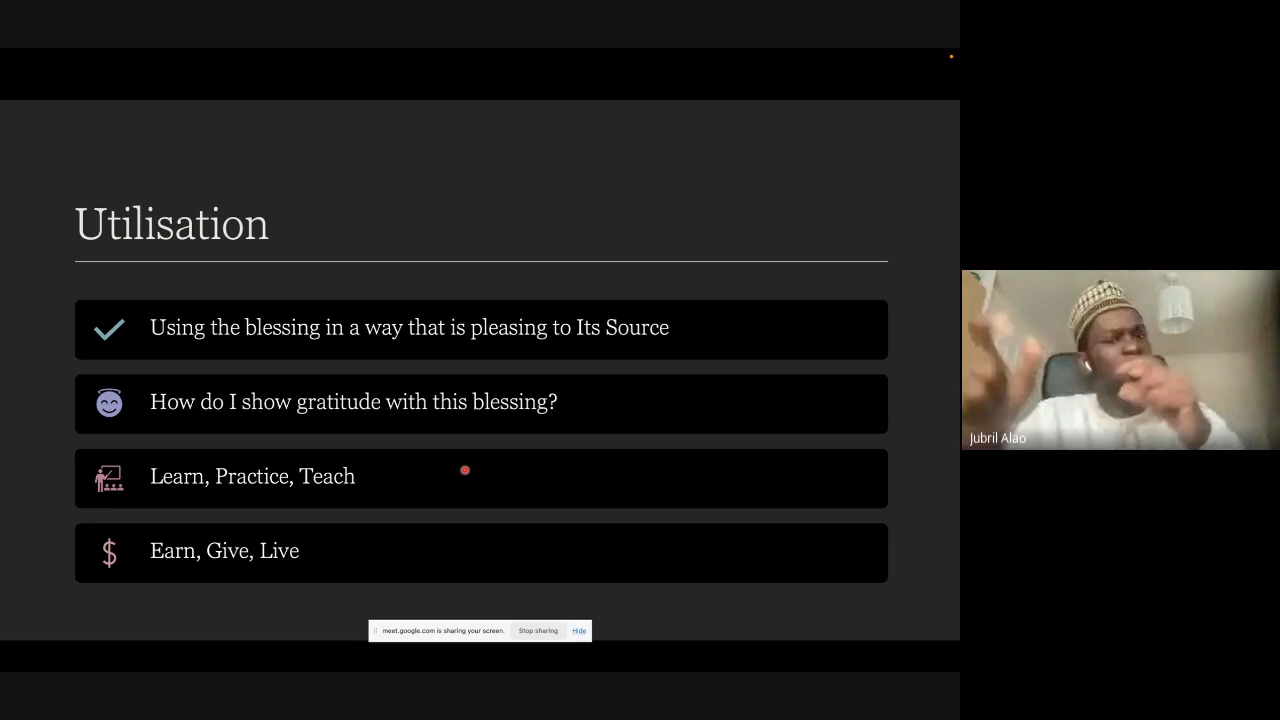 Utilisation
Using the blessing in a way that is pleasing to Its Source
How do I show gratitude with this blessing?
Learn, Practice, Teach
$ Earn, Give, Live
meet.google.com is sharing your screen. Stop sharing Hide
Jubril Alao